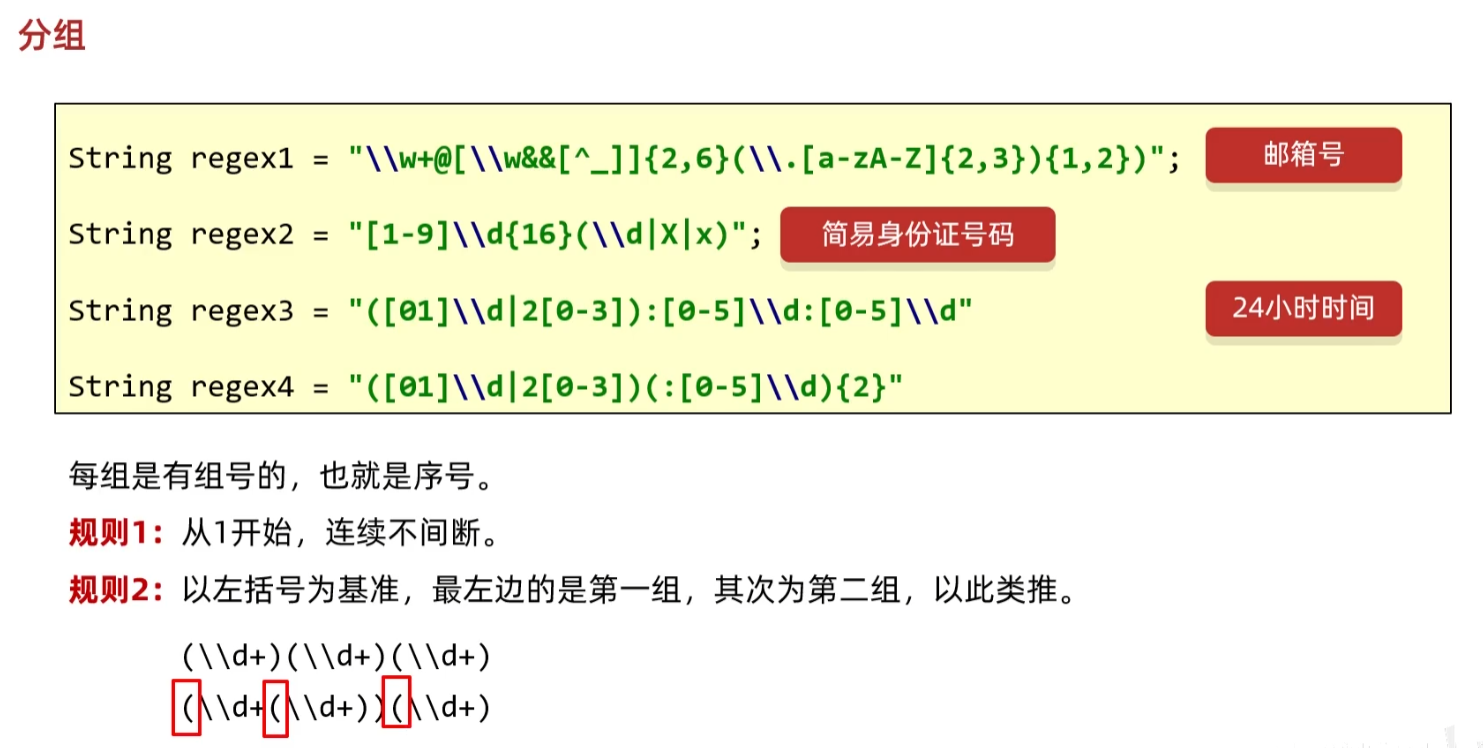 分组
String regex1 = "\\w+@[\\w&&[^_]]{2,6}(\\.[a-zA-Z]{2,3}){1,2})"; 邮箱号
String regex2 = "[1-9]\\d{16}(\\d|X|x)"; 简易身份证号码
String regex3 = "([01]\\d|2[0-3]):[0-5]\\d:[0-5]\\d" 24小时时间
String regex4 = "([01]\\d|2[0-3])(:[0-5]\\d){2}"
每组是有组号的，也就是序号。
规则1：从1开始，连续不间断。
规则2：以左括号为基准，最左边的是第一组，其次为第二组，以此类推。
(\\d+)(\\d+)(\\d+)
(\\d+(\\d+))(\\d+)